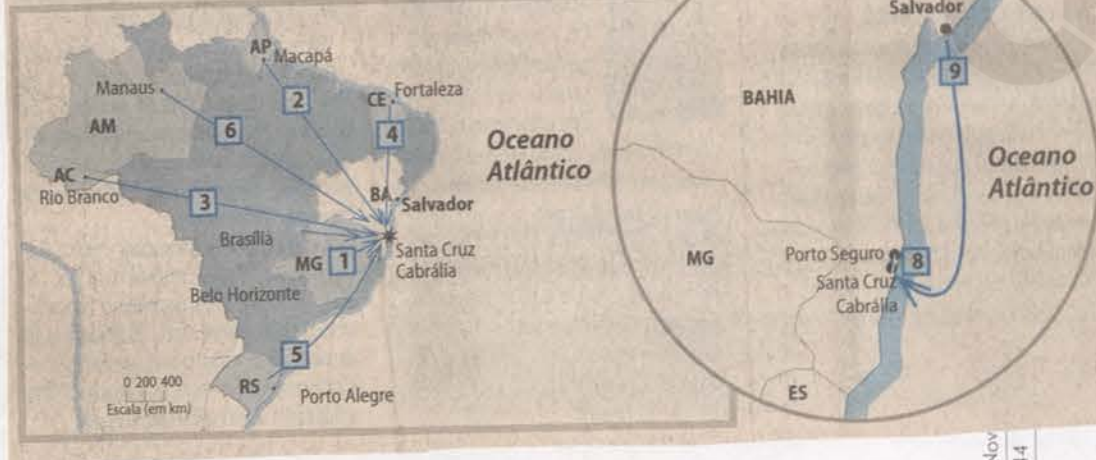 AP
Macapá
Manaus
2
CE
Fortaleza
AM
6
4
Oceano
Atlântico
AC
Rio Branco
3
BA
Salvador
Brasília
MG
1
Santa Cruz
Cabrália
Belo Horizonte
5
0 200 400
Escala (em km)
RS
Porto Alegre
Salvador
9
BAHIA
Oceano
Atlântico
MG
Porto Seguro
8
Santa Cruz
Cabrália
ES
Nov